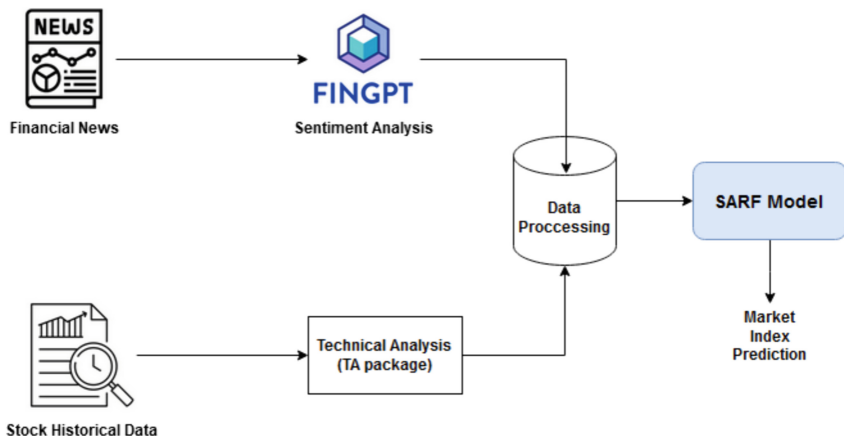 NEWS
Financial News
FINGPT
Sentiment Analysis
Data
Proccessing
SARF Model
Market
Index
Prediction
Technical Analysis
(TA package)
Stock Historical Data